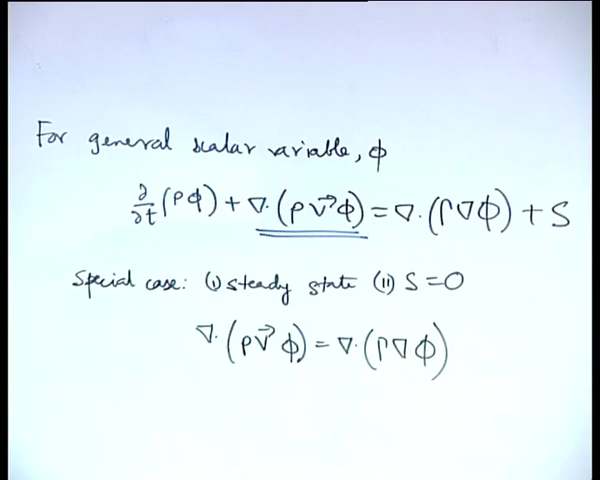 For general scalar variable, ϕ
∂/∂t (ρϕ) + ∇. (ρv⃗ϕ) = ∇. (Γ∇ϕ) + S
Special case: (i) steady state (ii) S = 0
∇. (ρv⃗ ϕ) = ∇. (Γ∇ϕ)